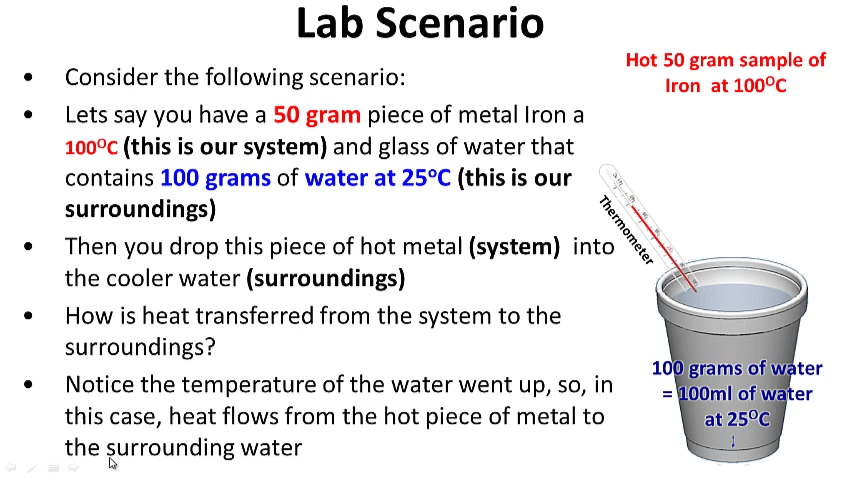 Lab Scenario
Hot 50 gram sample of
Iron at 100ᴼC
• Consider the following scenario:
• Lets say you have a 50 gram piece of metal Iron a
100ᴼC (this is our system) and glass of water that
contains 100 grams of water at 25ᵒC (this is our
surroundings)
• Then you drop this piece of hot metal (system) into
the cooler water (surroundings)
• How is heat transferred from the system to the
surroundings?
• Notice the temperature of the water went up, so, in
this case, heat flows from the hot piece of metal to
the surrounding water
Thermometer
100 grams of water
= 100ml of water
at 25ᴼC